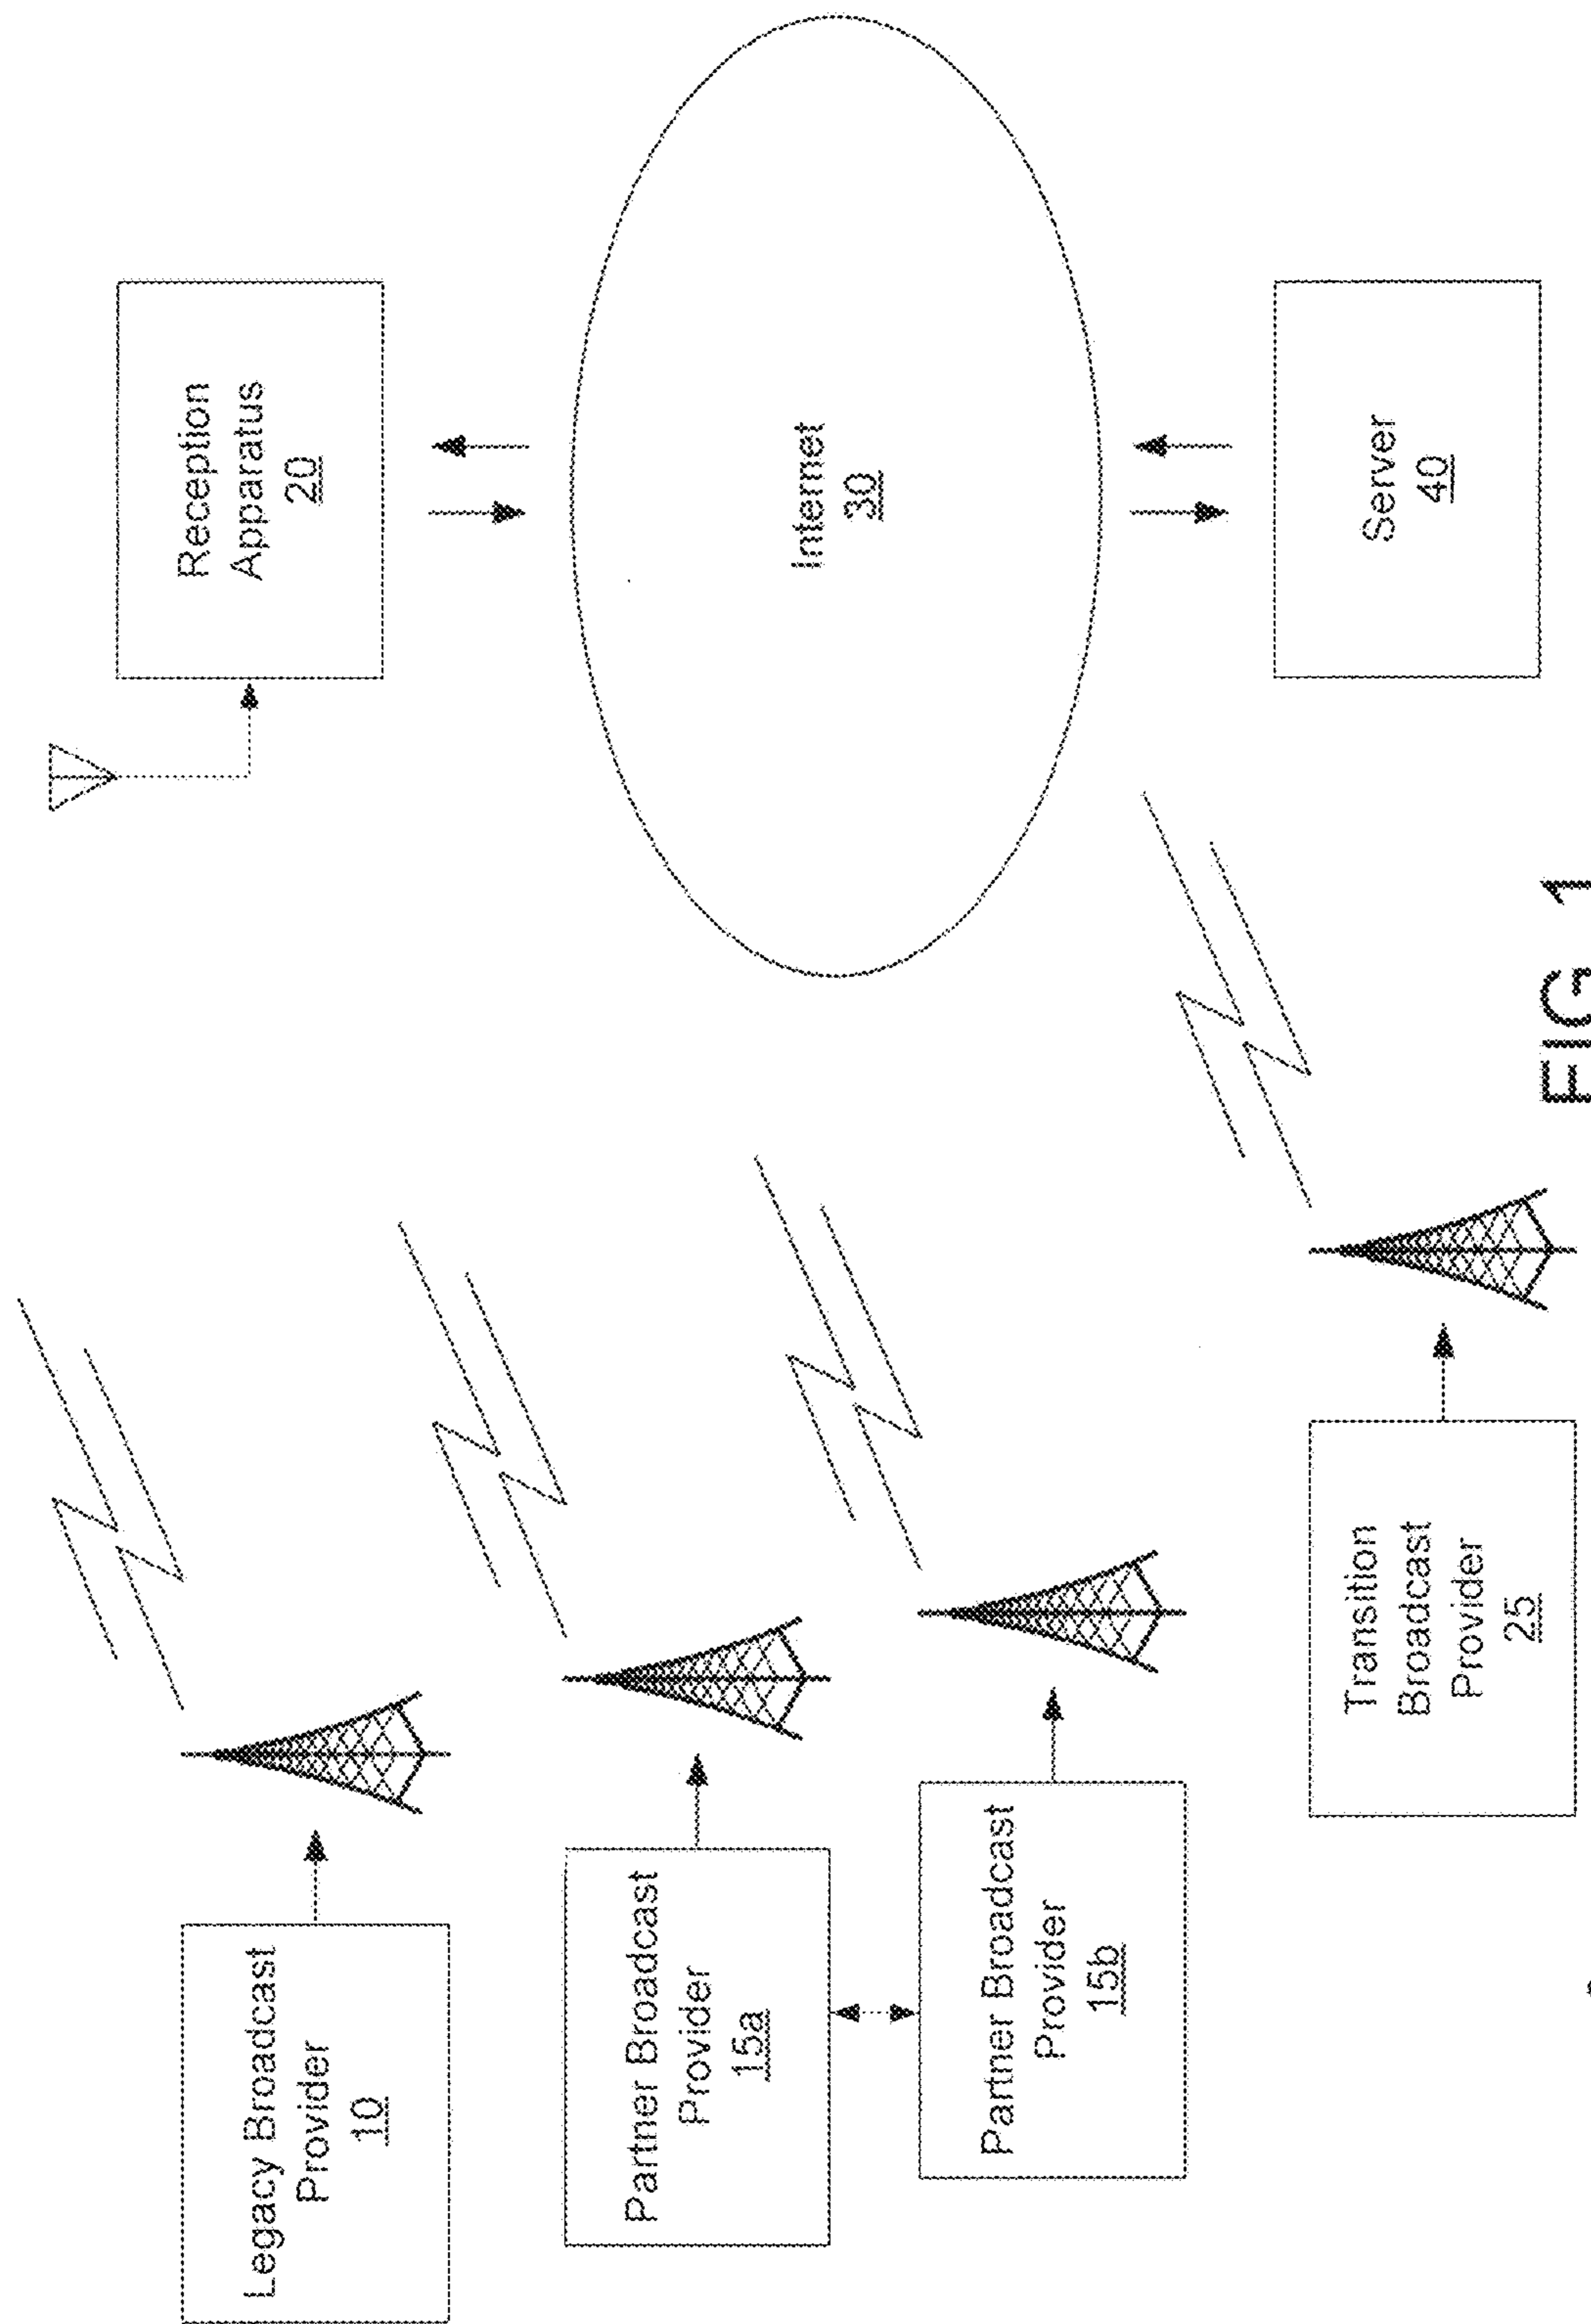 Legacy Broadcast
Provider
10
Partner Broadcast
Provider
15a
Partner Broadcast
Provider
15b
Transition
Broadcast
Provider
25
Reception
Apparatus
20
Internet
30
Server
40
FIG. 1